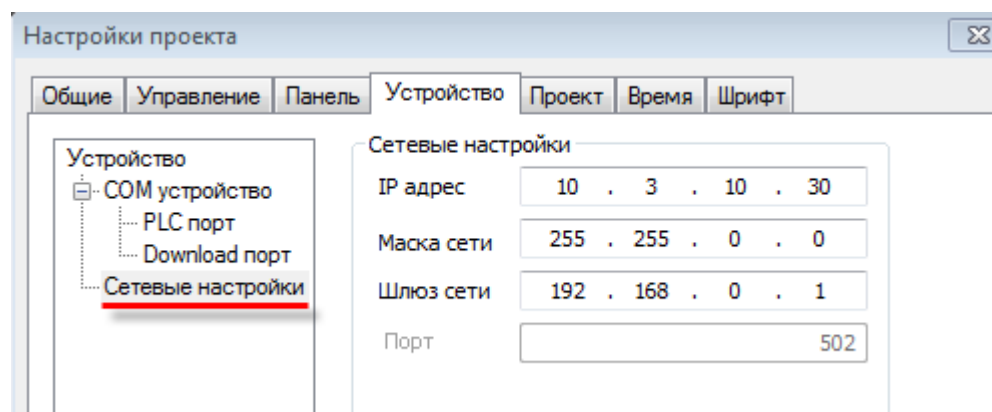 Настройки проекта
Общие Управление Панель Устройство Проект Время Шрифт
Устройство
COM устройство
PLC порт
Download порт
Сетевые настройки
Сетевые настройки
IP адрес 10 . 3 . 10 . 30
Маска сети 255 . 255 . 0 . 0
Шлюз сети 192 . 168 . 0 . 1
Порт 502